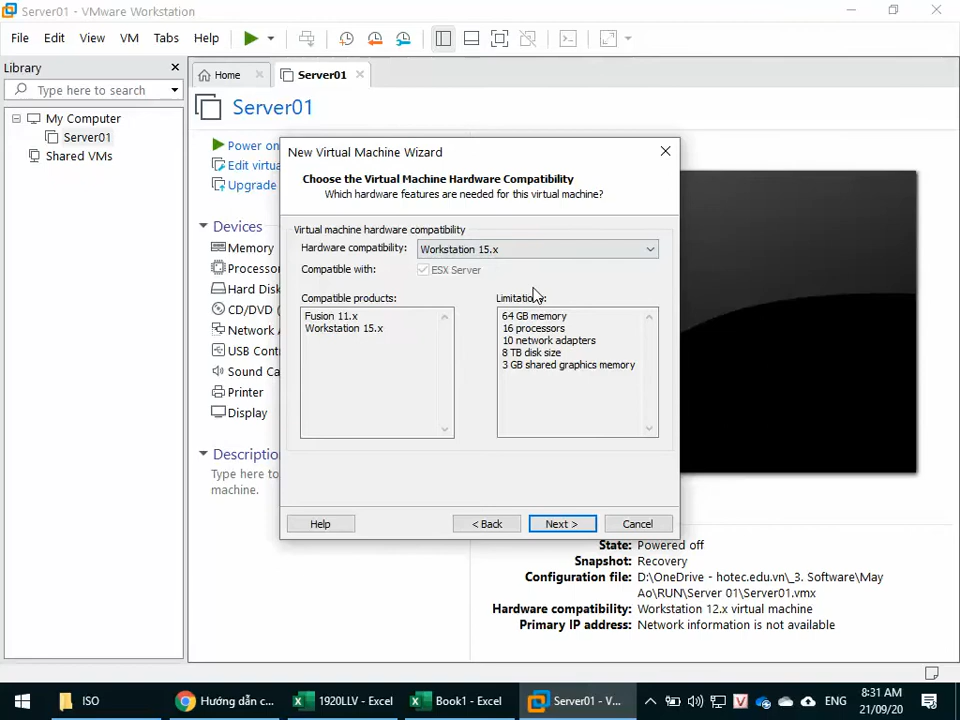 Server01 - VMware Workstation
File Edit View VM Tabs Help
Library
Type here to search
My Computer
Server01
Shared VMs
Home
Server01
Server01
Power on
Edit virtu
Upgrade
Devices
Memory
Processo
Hard Disk
CD/DVD
Network
USB Cont
Sound Ca
Printer
Display
Descriptio
Type here to
machine.
New Virtual Machine Wizard
Choose the Virtual Machine Hardware Compatibility
Which hardware features are needed for this virtual machine?
Virtual machine hardware compatibility
Hardware compatibility: Workstation 15.x
Compatible with: ESX Server
Compatible products:
Fusion 11.x
Workstation 15.x
64 GB memory
16 processors
10 network adapters
8 TB disk size
3 GB shared graphics memory
Help < Back Next > Cancel
State: Powered off
Snapshot: Recovery
Configuration file: D:\OneDrive - hotec.edu.vn\_3. Software\May
Ao\RUN\Server 01\Server01.vmx
Hardware compatibility: Workstation 12.x virtual machine
Primary IP address: Network information is not available
ISO
Hướng dẫn c...
1920LLV - Excel
Book1 - Excel
Server01 - V...
V
ENG
8:31 AM
21/09/20